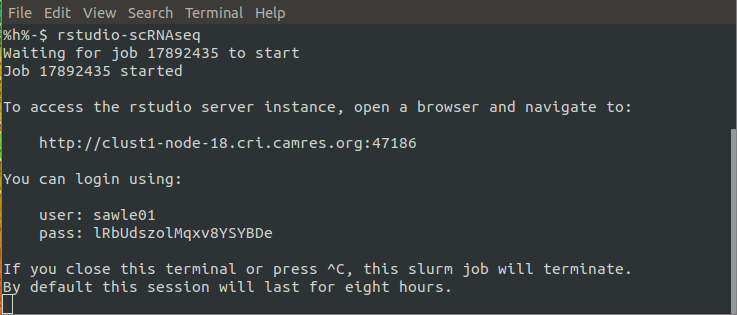 File Edit View Search Terminal Help
%h%-$ rstudio-scRNAseq
Waiting for job 17892435 to start
Job 17892435 started
To access the rstudio server instance, open a browser and navigate to:
http://clust1-node-18.cri.camres.org:47186
You can login using:
user: sawle01
pass: lRbUdszolMqxv8YSYBDe
If you close this terminal or press ^C, this slurm job will terminate.
By default this session will last for eight hours.